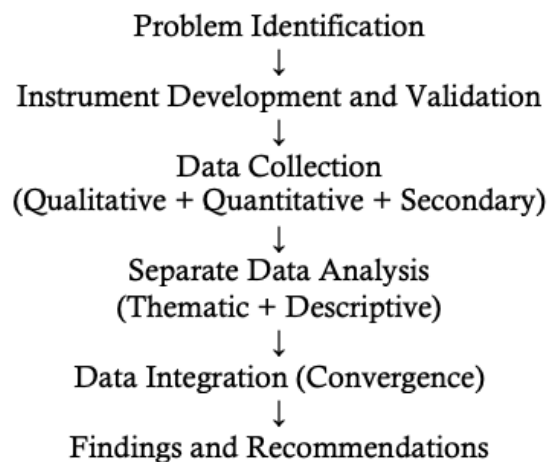 Problem Identification
↓
Instrument Development and Validation
↓
Data Collection
(Qualitative + Quantitative + Secondary)
↓
Separate Data Analysis
(Thematic + Descriptive)
↓
Data Integration (Convergence)
↓
Findings and Recommendations